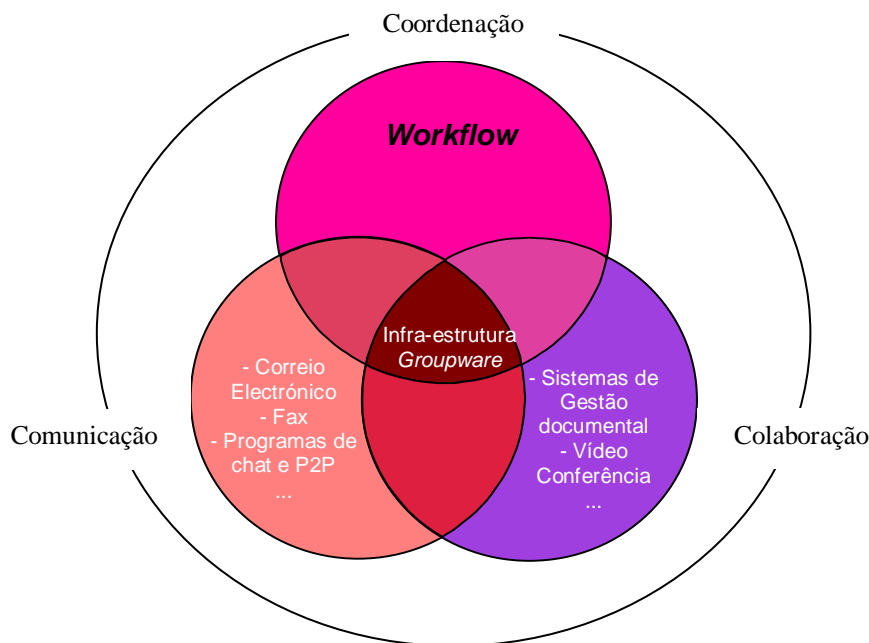 Coordenação
Workflow
Infra-estrutura
Groupware
- Correio
Electrónico
- Fax
- Programas de
chat e P2P
...
- Sistemas de
Gestão
documental
- Vídeo
Conferência
...
Comunicação
Colaboração